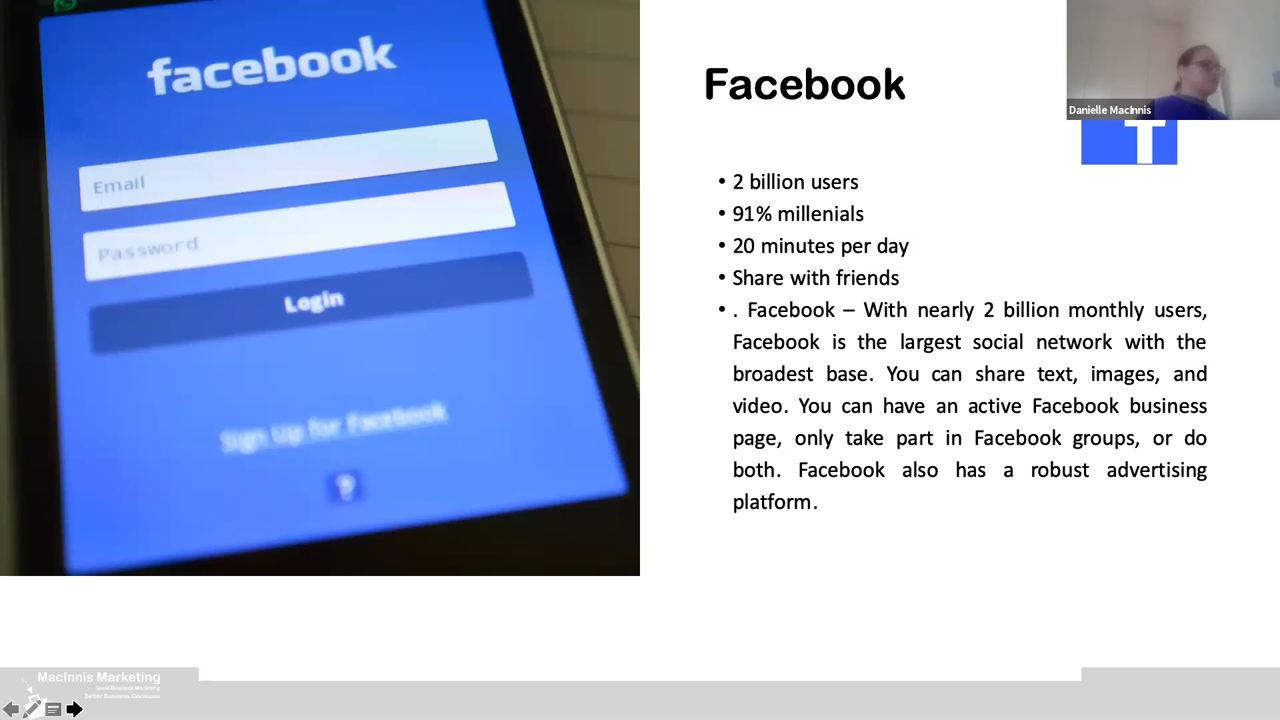 facebook
Email
Password
Login
Sign Up for Facebook
?
Facebook
Danielle MacInnis
• 2 billion users
• 91% millenials
• 20 minutes per day
• Share with friends
• . Facebook – With nearly 2 billion monthly users,
Facebook is the largest social network with the
broadest base. You can share text, images, and
video. You can have an active Facebook business
page, only take part in Facebook groups, or do
both. Facebook also has a robust advertising
platform.
MacInnis Marketing
Small Business Marketing